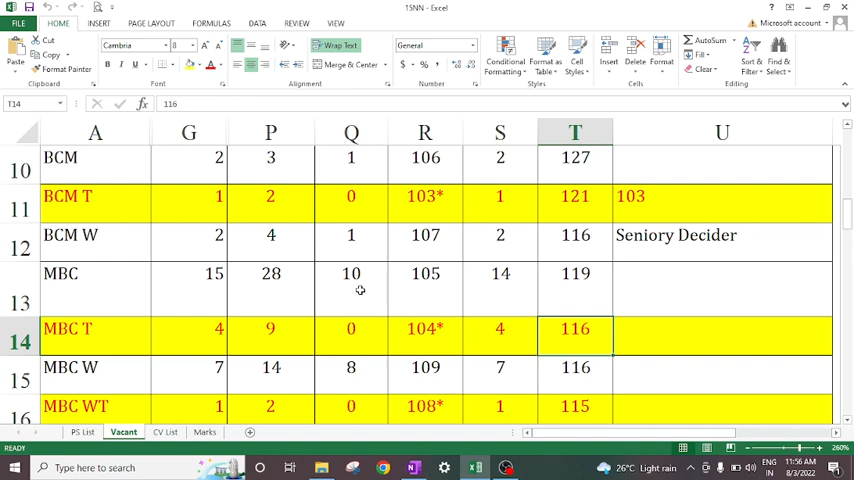 15NN - Excel
FILE HOME INSERT PAGE LAYOUT FORMULAS DATA REVIEW VIEW Microsoft account
Cut
Copy
Format Painter
Paste
Clipboard
Cambria 8
B I U
Font
Wrap Text
Merge & Center
Alignment
Number
Conditional Formatting
Format as Table
Cell Styles
Styles
Insert Delete Format
Cells
AutoSum
Fill
Clear
Sort & Filter
Find & Select
Editing
T14 116
A G P Q R S T U
10 BCM 2 3 1 106 2 127
11 BCM T 1 2 0 103* 1 121 103
12 BCM W 2 4 1 107 2 116 Seniory Decider
13 MBC 15 28 10 105 14 119
14 MBC T 4 9 0 104* 4 116
15 MBC W 7 14 8 109 7 116
16 MBC WT 1 2 0 108* 1 115
PS List Vacant CV List Marks
READY 260%
Type here to search
26°C Light rain
ENG
IN
11:56 AM
8/3/2022